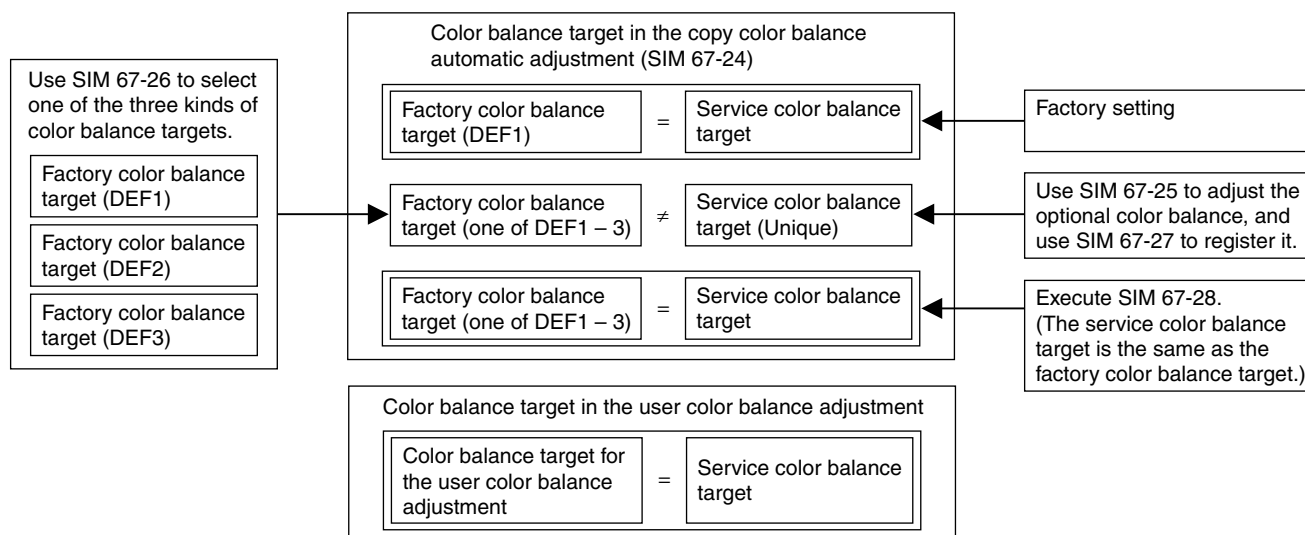 Use SIM 67-26 to select
one of the three kinds of
color balance targets.
Factory color balance
target (DEF1)
Factory color balance
target (DEF2)
Factory color balance
target (DEF3)
Color balance target in the copy color balance
automatic adjustment (SIM 67-24)
Factory color balance
target (DEF1)
=
Service color balance
target
Factory color balance
target (one of DEF1 – 3)
≠
Service color balance
target (Unique)
Factory color balance
target (one of DEF1 – 3)
=
Service color balance
target
Factory setting
Use SIM 67-25 to adjust the
optional color balance, and
use SIM 67-27 to register it.
Execute SIM 67-28.
(The service color balance
target is the same as the
factory color balance target.)
Color balance target in the user color balance adjustment
Color balance target for
the user color balance
adjustment
=
Service color balance
target